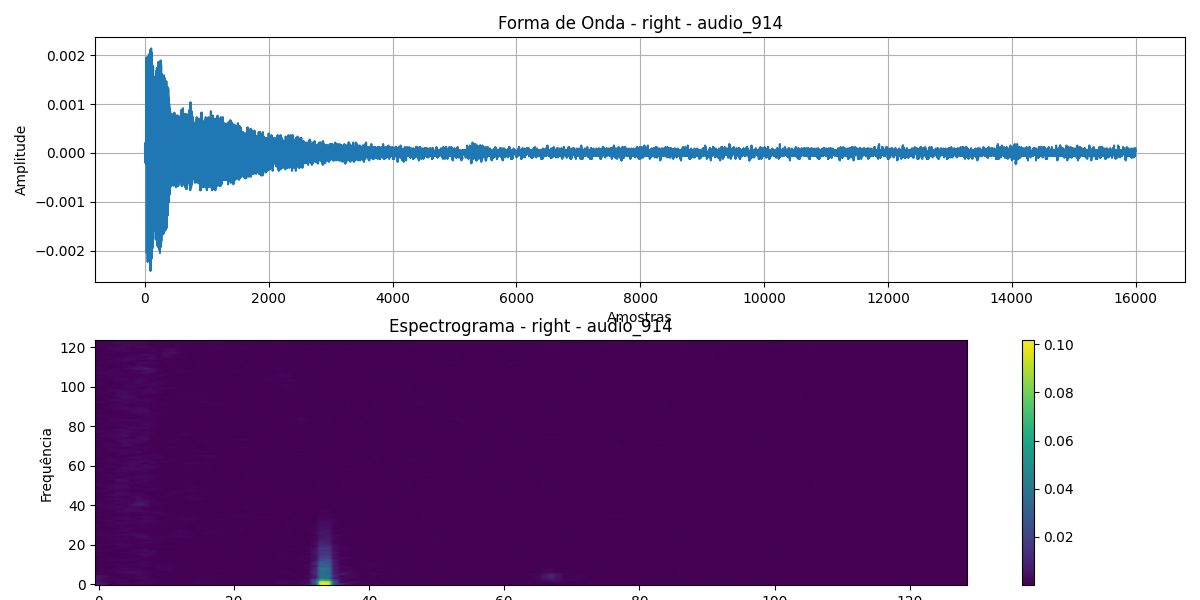 Forma de Onda - right - audio_914
0.002
0.001
0.000
−0.001
−0.002
Amplitude
0 2000 4000 6000 8000 10000 12000 14000 16000
Amostras
Espectrograma - right - audio_914
120
100
80
60
40
20
0
Frequência
0 20 40 60 80 100 120
0.10
0.08
0.06
0.04
0.02